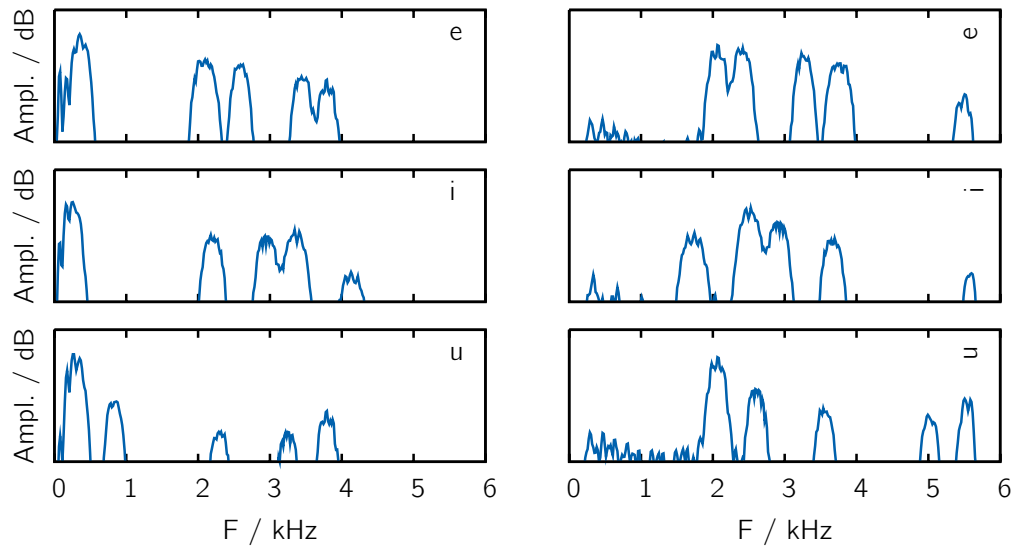 Ampl. / dB
e
e
Ampl. / dB
i
i
Ampl. / dB
u
u
0 1 2 3 4 5 6
0 1 2 3 4 5 6
F / kHz
F / kHz